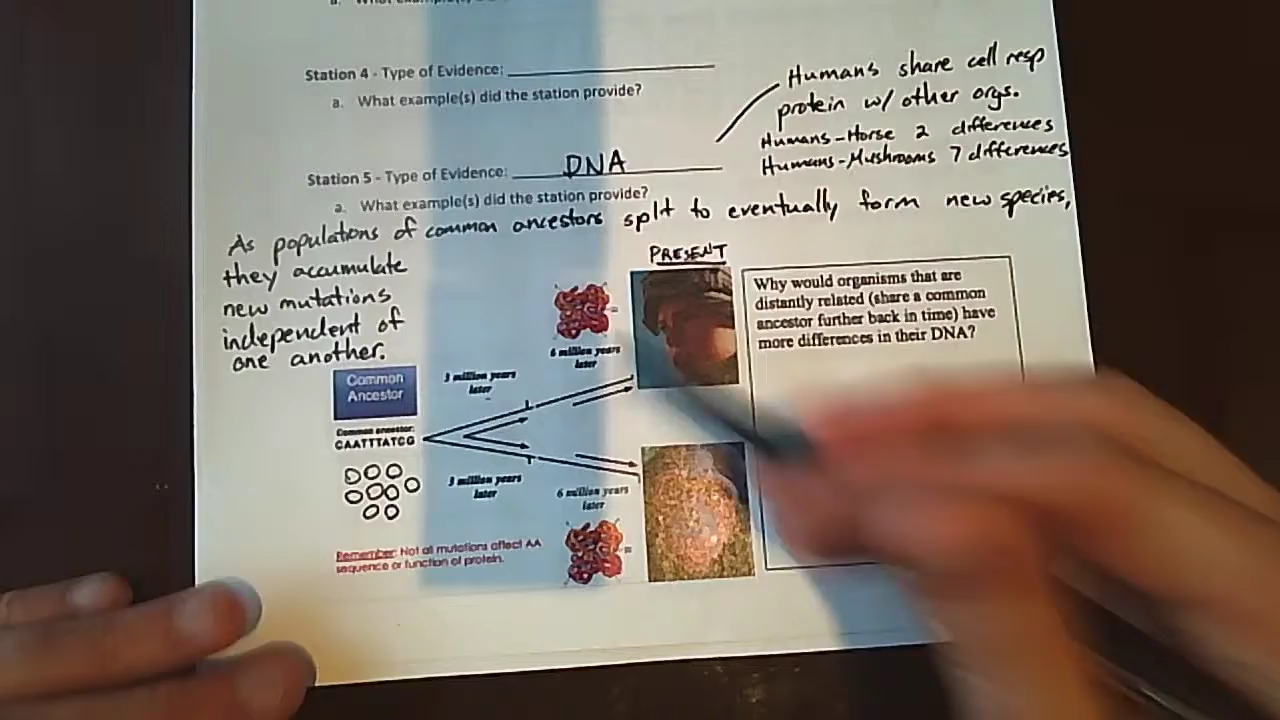 Station 4 - Type of Evidence:
a. What example(s) did the station provide?
Humans share cell resp
protein w/ other orgs.
Humans-Horse 2 differences
Humans-Mushrooms 7 differences
Station 5 - Type of Evidence: DNA
a. What example(s) did the station provide?
As populations of common ancestors split to eventually form new species,
they accumulate
new mutations
independent of
one another.
PRESENT
Why would organisms that are
distantly related (share a common
ancestor further back in time) have
more differences in their DNA?
6 million years
later
3 million years
later
Common
Ancestor
Common ancestor:
CAATTTATCG
3 million years
later
6 million years
later
Remember: Not all mutations affect AA
sequence or function of protein.